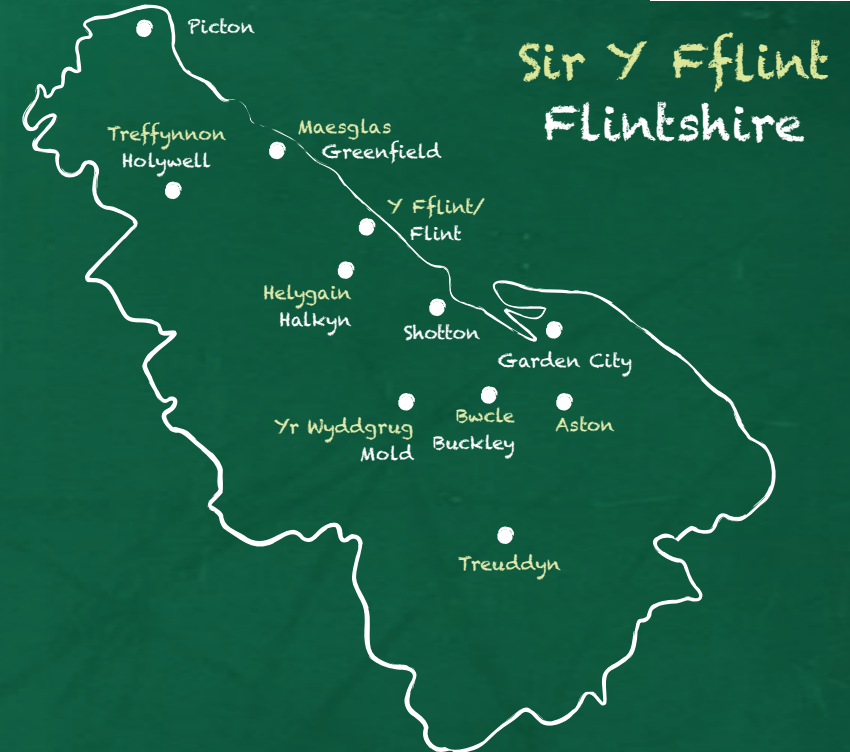 Sir Y Fflint
Flintshire
Picton
Treffynnon
Holywell
Maesglas
Greenfield
Y Fflint/
Flint
Helygain
Halkyn
Shotton
Garden City
Yr Wyddgrug
Mold
Bwcle
Buckley
Aston
Treuddyn